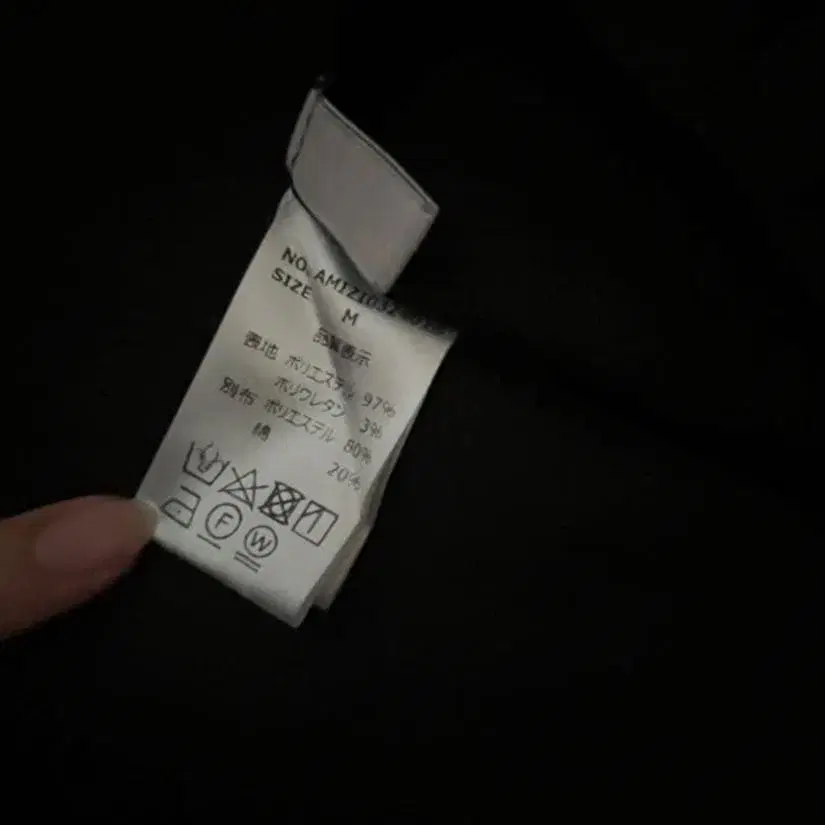 SIZE M
品質表示
表地 ポリエステル 97%
ポリウレタン 3%
別布 ポリエステル 80%
綿 20%
F W